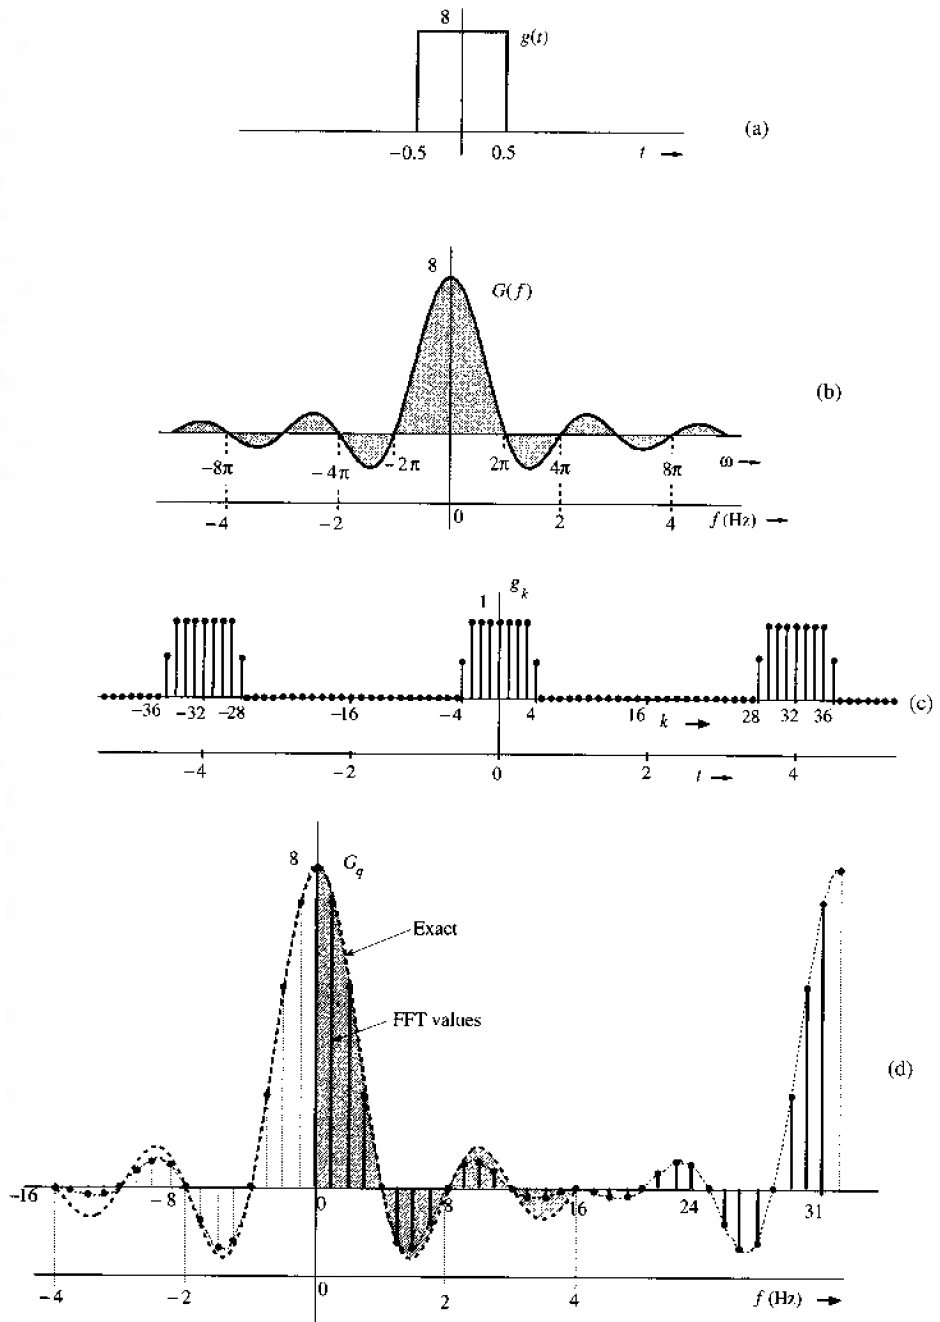 8
g(t)
(a)
−0.5 0.5 t
8
G(f)
(b)
−8π −4π −2π 2π 4π 8π ω
−4 −2 0 2 4 f (Hz)
g_k
1
−36 −32 −28 −16 −4 4 16 k 28 32 36
(c)
−4 −2 0 2 t 4
8 G_q
Exact
FFT values
(d)
−16 −8 0 8 16 24 31
−4 −2 0 2 4 f (Hz)